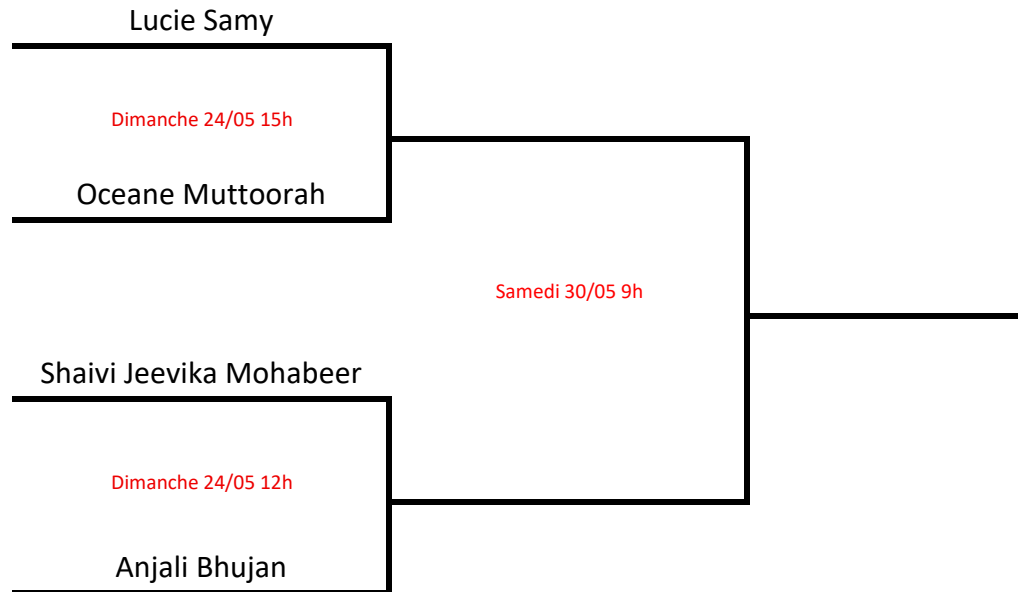 Lucie Samy
Dimanche 24/05 15h
Oceane Muttoorah
Samedi 30/05 9h
Shaivi Jeevika Mohabeer
Dimanche 24/05 12h
Anjali Bhujan